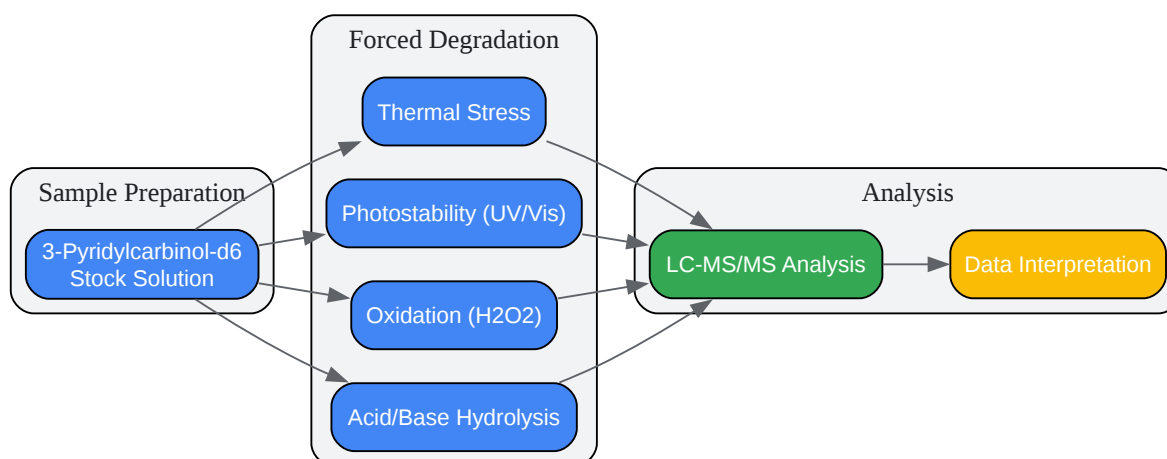 Sample Preparation
3-Pyridylcarbinol-d6
Stock Solution
Forced Degradation
Thermal Stress
Photostability (UV/Vis)
Oxidation (H2O2)
Acid/Base Hydrolysis
Analysis
LC-MS/MS Analysis
Data Interpretation